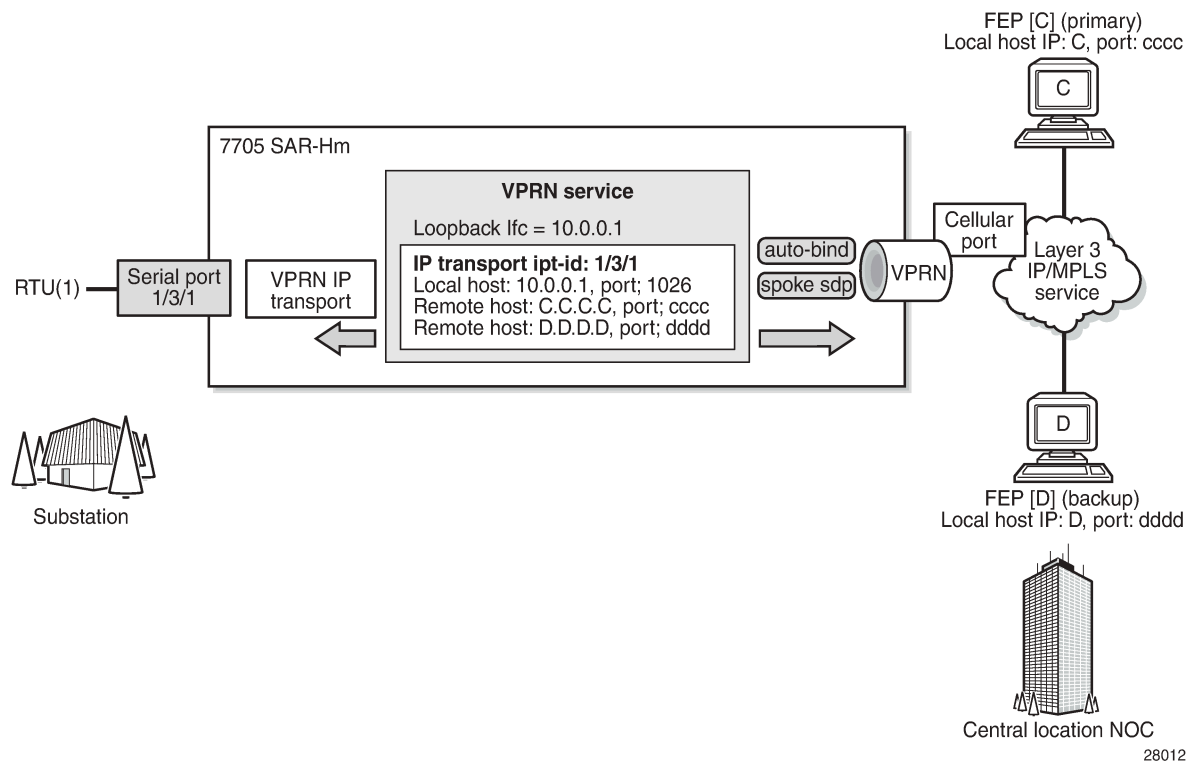 FEP [C] (primary)
Local host IP: C, port: cccc
C
7705 SAR-Hm
VPRN service
Loopback Ifc = 10.0.0.1
IP transport ipt-id: 1/3/1
Local host: 10.0.0.1, port; 1026
Remote host: C.C.C.C, port; cccc
Remote host: D.D.D.D, port; dddd
RTU(1)
Serial port
1/3/1
VPRN IP
transport
auto-bind
spoke sdp
VPRN
Cellular
port
Layer 3
IP/MPLS
service
D
FEP [D] (backup)
Local host IP: D, port: dddd
Substation
Central location NOC
28012